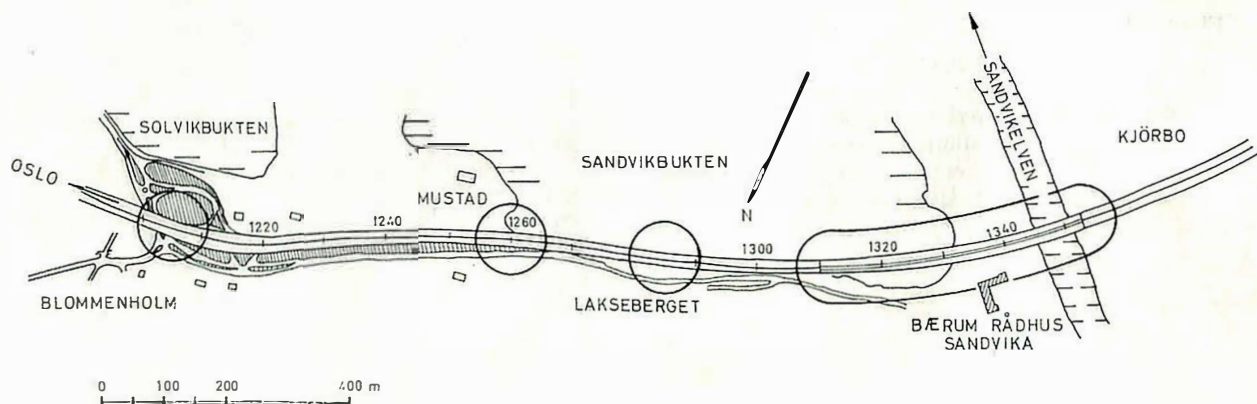 SOLVIKBUKTEN
OSLO
MUSTAD
SANDVIKBUKTEN
N
SANDVIKELVEN
KJÖRBO
1220
1240
1260
1300
1320
1340
BLOMMENHOLM
LAKSEBERGET
BÆRUM RÅDHUS
SANDVIKA
0 100 200 400 m